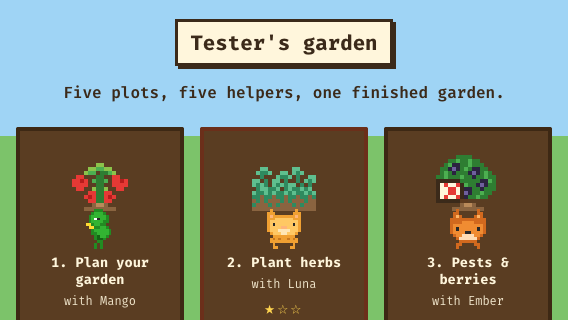 Tester's garden
Five plots, five helpers, one finished garden.
1. Plan your
garden
with Mango
2. Plant herbs
with Luna
★☆☆
3. Pests &
berries
with Ember